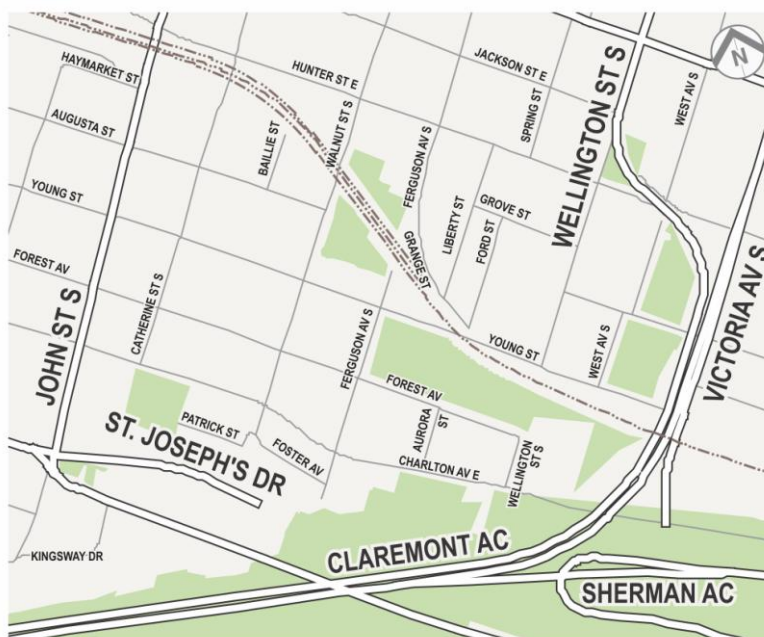 HAYMARKET ST
HUNTER ST E
JACKSON ST E
WELLINGTON ST S
N
WEST AV S
AUGUSTA ST
BAILLIE ST
WALNUT ST S
FERGUSON AV S
SPRING ST
YOUNG ST
GROVE ST
LIBERTY ST
FORD ST
GRANGE ST
FOREST AV
CATHERINE ST S
JOHN ST S
FERGUSON AV S
YOUNG ST
WEST AV S
VICTORIA AV S
FOREST AV
PATRICK ST
ST. JOSEPH'S DR
FOSTER AV
AURORA
ST
CHARLTON AV E
WELLINGTON
ST S
KINGSWAY DR
CLAREMONT AC
SHERMAN AC